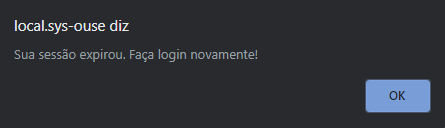 local.sys-ouse diz
Sua sessão expirou. Faça login novamente!
OK